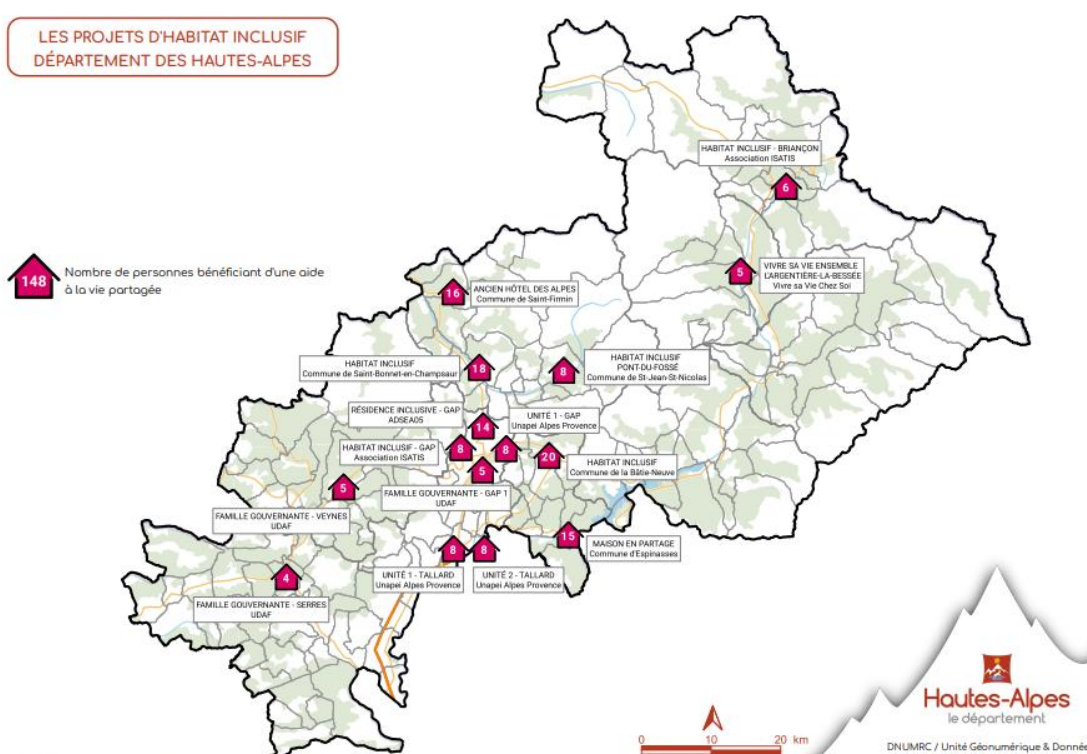 LES PROJETS D'HABITAT INCLUSIF
DÉPARTEMENT DES HAUTES-ALPES
148
Nombre de personnes bénéficiant d'une aide
à la vie partagée
HABITAT INCLUSIF - BRIANÇON
Association ISATIS
6
5
VIVRE SA VIE ENSEMBLE
L'ARGENTIÈRE-LA-BESSÉE
Vivre sa Vie Chez Soi
16
ANCIEN HÔTEL DES ALPES
Commune de Saint-Firmin
HABITAT INCLUSIF
Commune de Saint-Bonnet-en-Champsaur
18
8
HABITAT INCLUSIF
PONT-DU-FOSSÉ
Commune de St-Jean-St-Nicolas
RÉSIDENCE INCLUSIVE - GAP
ADSEA05
14
UNITÉ 1 - GAP
Unapei Alpes Provence
HABITAT INCLUSIF - GAP
Association ISATIS
8
8
20
HABITAT INCLUSIF
Commune de la Bâtie-Neuve
5
FAMILLE GOUVERNANTE - GAP 1
UDAF
5
FAMILLE GOUVERNANTE - VEYNES
UDAF
15
MAISON EN PARTAGE
Commune d'Espinasses
8
8
UNITÉ 1 - TALLARD
Unapei Alpes Provence
UNITÉ 2 - TALLARD
Unapei Alpes Provence
4
FAMILLE GOUVERNANTE - SERRES
UDAF
Hautes-Alpes
le département
0 10 20 km
DNUMRC / Unité Géonumérique & Donnée